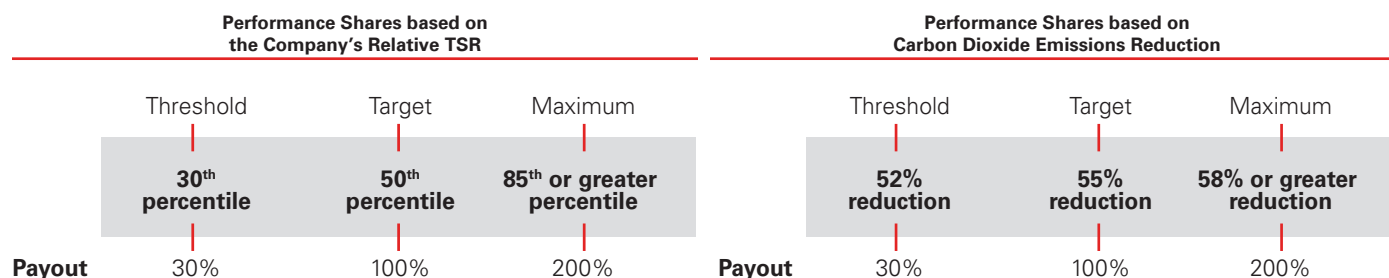 Performance Shares based on
the Company's Relative TSR
Threshold Target Maximum
30th 50th 85th or greater
percentile percentile percentile
Payout 30% 100% 200%
Performance Shares based on
Carbon Dioxide Emissions Reduction
Threshold Target Maximum
52% 55% 58% or greater
reduction reduction reduction
Payout 30% 100% 200%